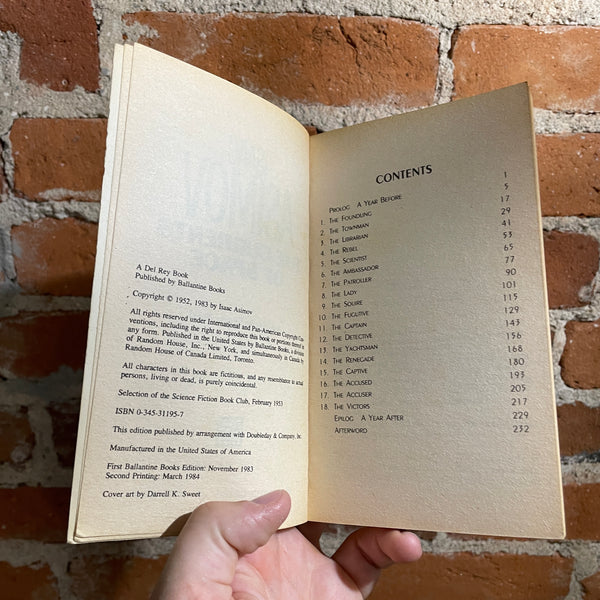 A Del Rey Book
Published by Ballantine Books
Copyright © 1952, 1983 by Isaac Asimov
All rights reserved under International and Pan-American Copyright Con-
ventions, including the right to reproduce this book or portions thereof in
any form. Published in the United States by Ballantine Books, a division
of Random House, Inc., New York, and simultaneously in Canada by
Random House of Canada Limited, Toronto.
All characters in this book are fictitious, and any resemblance to actual
persons, living or dead, is purely coincidental.
Selection of the Science Fiction Book Club, February 1953
ISBN 0-345-31195-7
This edition published by arrangement with Doubleday & Company, Inc.
Manufactured in the United States of America
First Ballantine Books Edition: November 1983
Second Printing: March 1984
Cover art by Darrell K. Sweet
CONTENTS
PROLOG A YEAR BEFORE 1
1. THE FOUNDLING 5
2. THE TOWNMAN 17
3. THE LIBRARIAN 29
4. THE REBEL 41
5. THE SCIENTIST 53
6. THE AMBASSADOR 65
7. THE PATROLLER 77
8. THE LADY 90
9. THE SQUIRE 101
10. THE FUGITIVE 115
11. THE CAPTAIN 129
12. THE DETECTIVE 143
13. THE YACHTSMAN 156
14. THE RENEGADE 168
15. THE CAPTIVE 180
16. THE ACCUSED 193
17. THE ACCUSER 205
18. THE VICTORS 217
EPILOG A YEAR AFTER 229
AFTERWORD 232